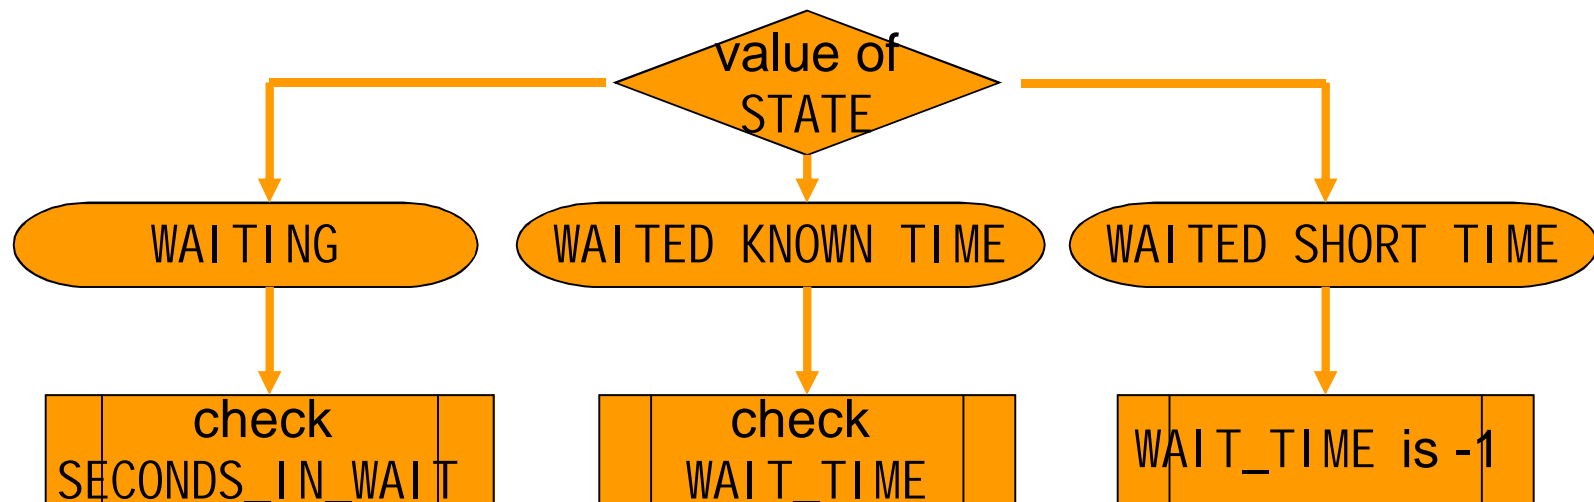 value of
STATE
WAITING
WAITED KNOWN TIME
WAITED SHORT TIME
check
SECONDS_IN_WAIT
check
WAIT_TIME
WAIT_TIME is -1